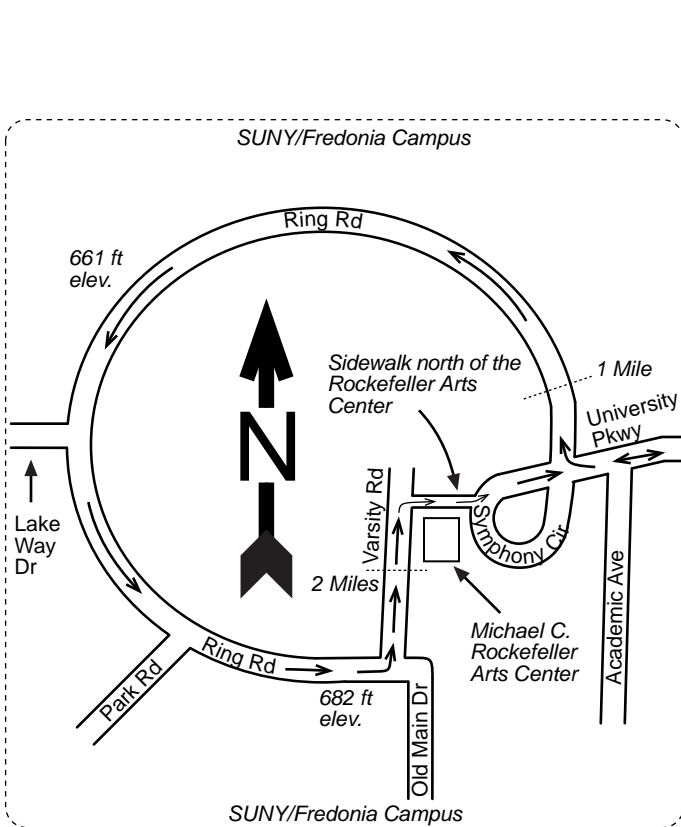 SUNY/Fredonia Campus
Ring Rd
661 ft
elev.
Sidewalk north of the
Rockefeller Arts
Center
1 Mile
University
Pkwy
N
Varsity Rd
Symphony Cir
Lake
Way
Dr
2 Miles
Academic Ave
Michael C.
Rockefeller
Arts Center
Ring Rd
Park Rd
682 ft
elev.
Old Main Dr
SUNY/Fredonia Campus